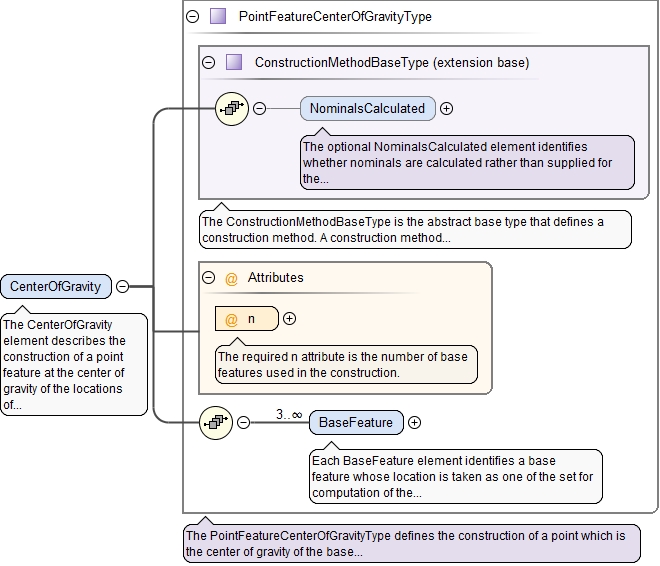 PointFeatureCenterOfGravityType
ConstructionMethodBaseType (extension base)
NominalsCalculated
The optional NominalsCalculated element identifies
whether nominals are calculated rather than supplied for
the...
The ConstructionMethodBaseType is the abstract base type that defines a
construction method. A construction method...
@ Attributes
@ n
The required n attribute is the number of base
features used in the construction.
CenterOfGravity
The CenterOfGravity
element describes the
construction of a point
feature at the center of
gravity of the locations
of...
3..∞
BaseFeature
Each BaseFeature element identifies a base
feature whose location is taken as one of the set for
computation of the...
The PointFeatureCenterOfGravityType defines the construction of a point which is
the center of gravity of the base...